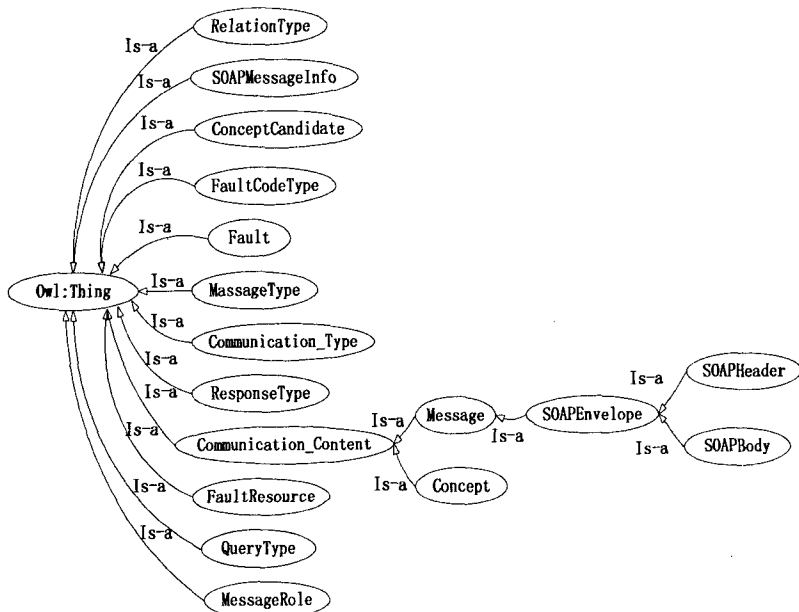 RelationType
Is-a
SOAPMessageInfo
Is-a
ConceptCandidate
Is-a
FaultCodeType
Is-a
Fault
Is-a
Owl:Thing
Is-a
MassageType
Is-a
Communication_Type
Is-a
ResponseType
Is-a
Communication_Content
Is-a
Message
Is-a
SOAPEnvelope
Is-a
SOAPHeader
Is-a
SOAPBody
Is-a
Concept
Is-a
FaultResource
Is-a
QueryType
Is-a
MessageRole
Is-a